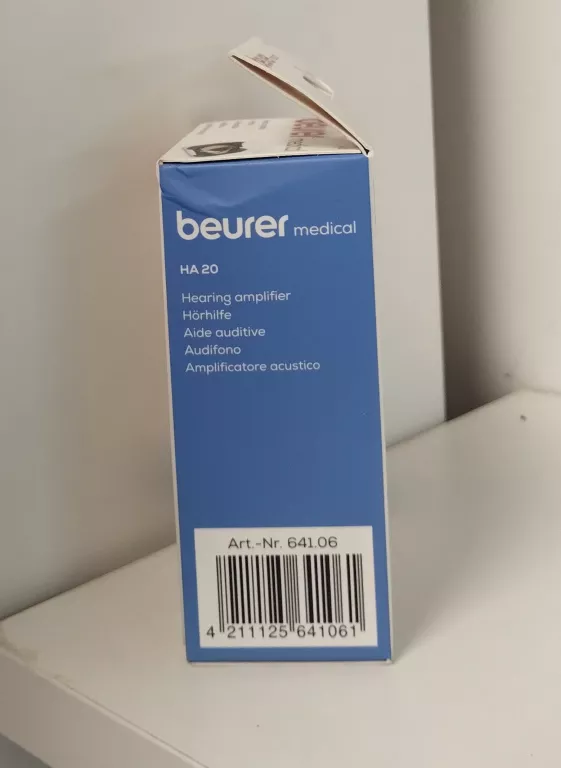 beurer medical
HA 20
Hearing amplifier
Hörhilfe
Aide auditive
Audifono
Amplificatore acustico
Art.-Nr. 641.06
4 211125 641061